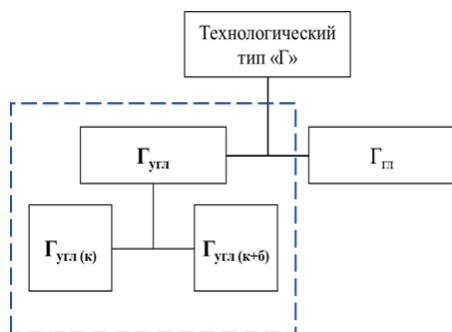 Технологический
тип «Г»
Гугл
Ггл
Гугл (к)
Гугл (к+б)